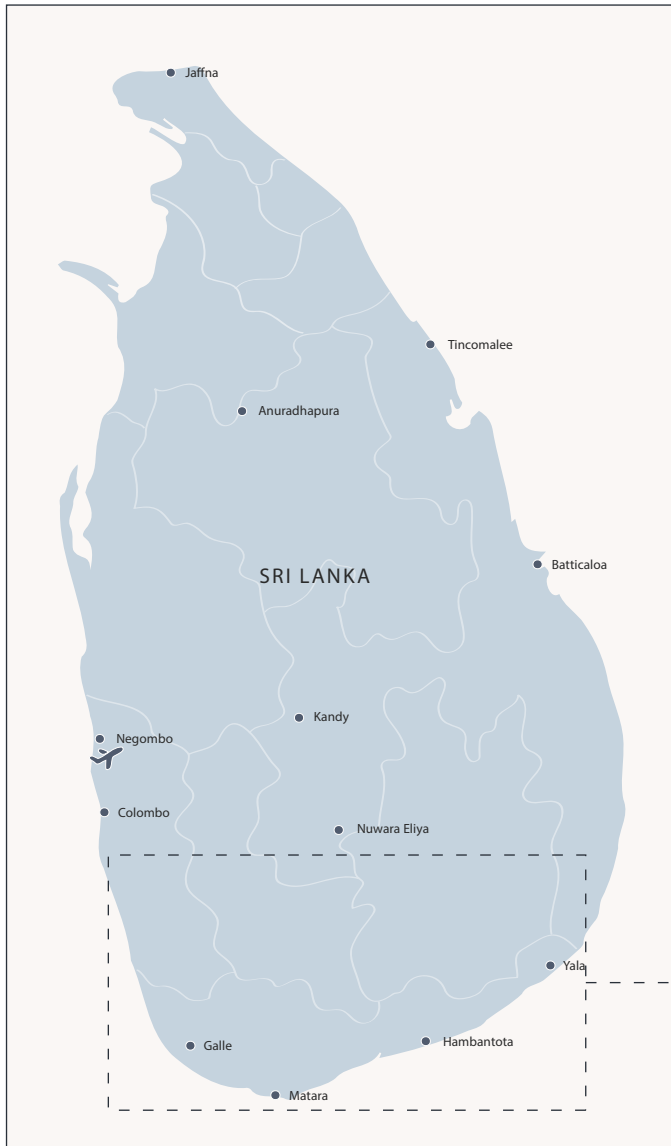 Jaffna
Tincomalee
Anuradhapura
Batticaloa
SRI LANKA
Kandy
Negombo
Colombo
Nuwara Eliya
Yala
Hambantota
Galle
Matara